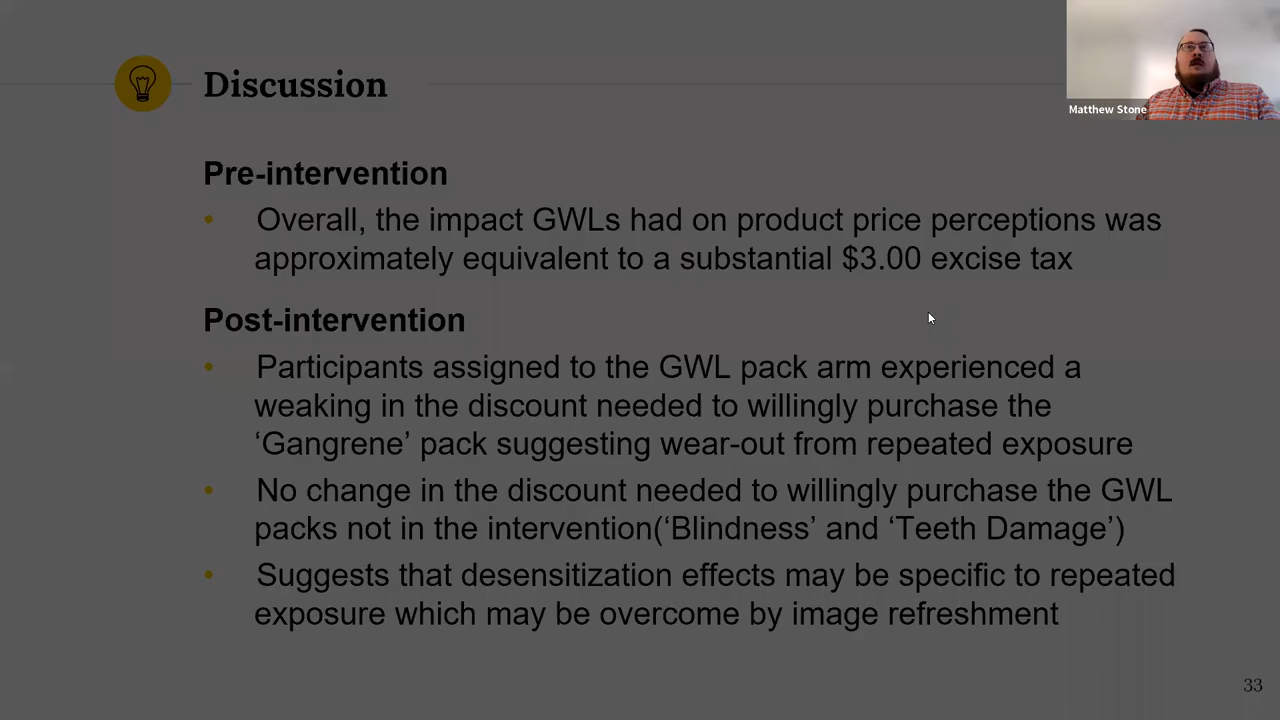 Discussion
Matthew Stone
Pre-intervention
• Overall, the impact GWLs had on product price perceptions was
approximately equivalent to a substantial $3.00 excise tax
Post-intervention
• Participants assigned to the GWL pack arm experienced a
weaking in the discount needed to willingly purchase the
‘Gangrene’ pack suggesting wear-out from repeated exposure
• No change in the discount needed to willingly purchase the GWL
packs not in the intervention(‘Blindness’ and ‘Teeth Damage’)
• Suggests that desensitization effects may be specific to repeated
exposure which may be overcome by image refreshment
33